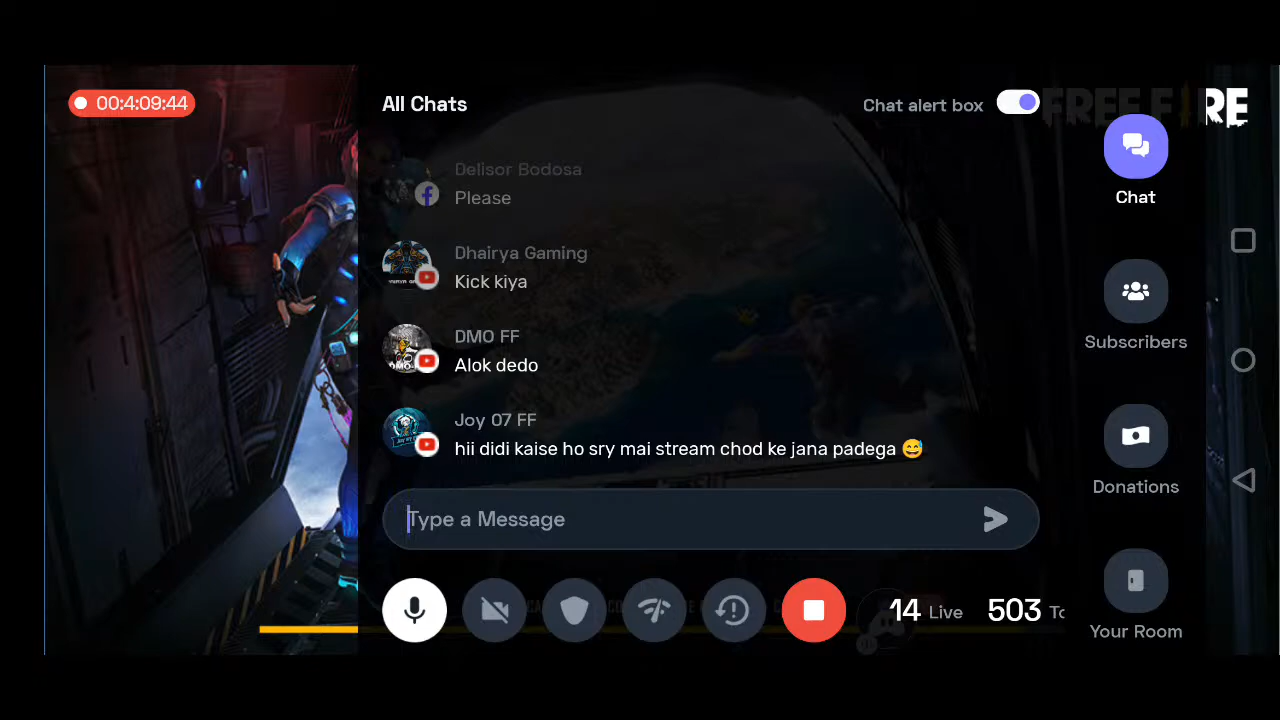 00:4:09:44
All Chats
Chat alert box
FREE FIRE
Chat
Delisor Bodosa
Please
Dhairya Gaming
Kick kiya
DMO FF
Alok dedo
Joy 07 FF
hii didi kaise ho sry mai stream chod ke jana padega 😅
Subscribers
Donations
Type a Message
14 Live 503
Your Room